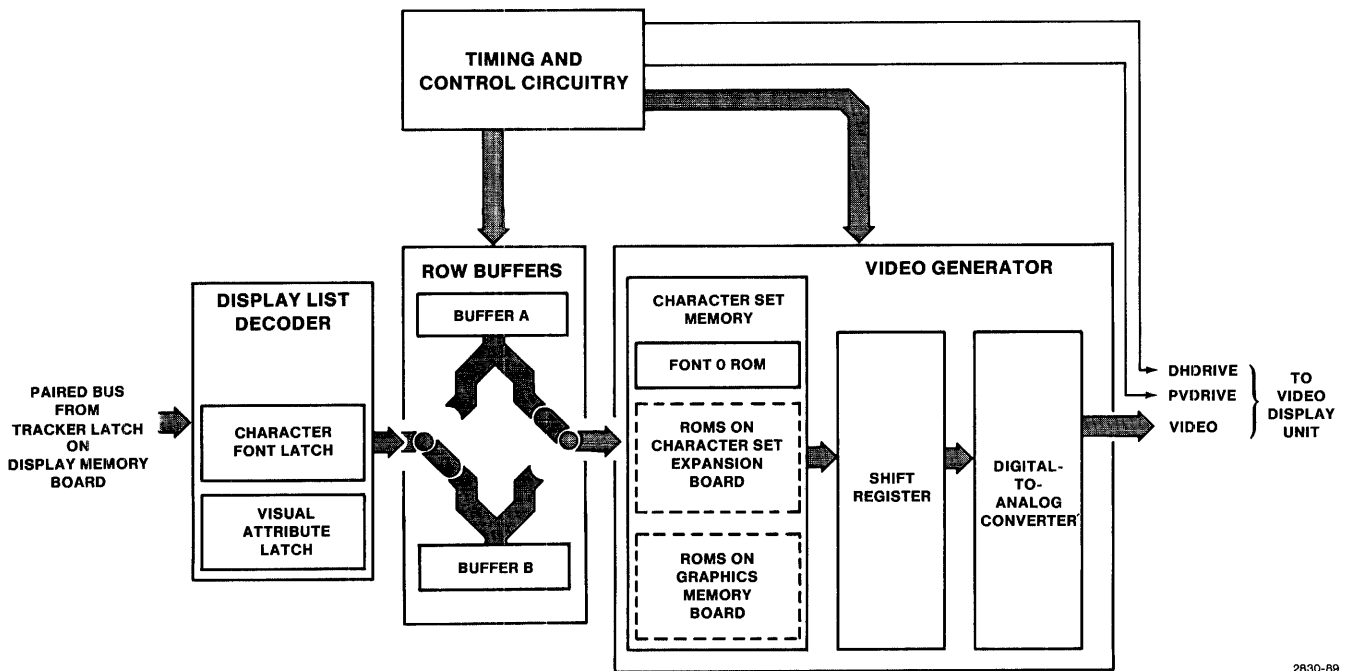 TIMING AND
CONTROL CIRCUITRY
ROW BUFFERS
BUFFER A
BUFFER B
DISPLAY LIST
DECODER
CHARACTER
FONT LATCH
VISUAL
ATTRIBUTE
LATCH
PAIRED BUS
FROM
TRACKER LATCH
ON
DISPLAY MEMORY
BOARD
VIDEO GENERATOR
CHARACTER SET
MEMORY
FONT 0 ROM
ROMS ON
CHARACTER SET
EXPANSION
BOARD
ROMS ON
GRAPHICS
MEMORY
BOARD
SHIFT
REGISTER
DIGITAL-
TO-
ANALOG
CONVERTER
DHDRIVE
PVDRIVE
VIDEO
TO
VIDEO
DISPLAY
UNIT
2830-89